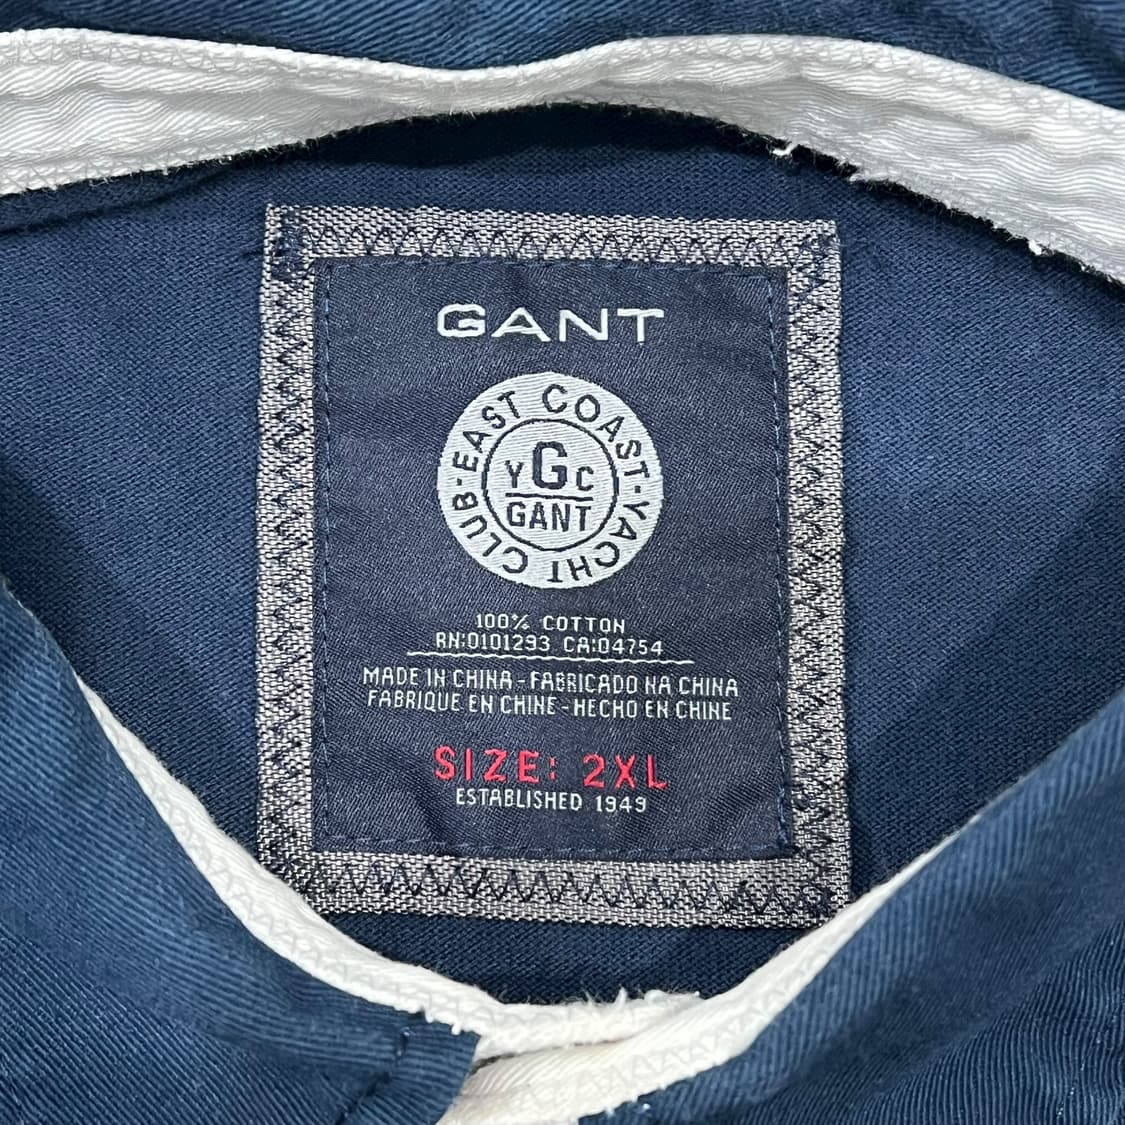 GANT
EAST COAST · YACHT CLUB ·
Y G C
GANT
100% COTTON
RN:0101293 CA:04754
MADE IN CHINA - FABRICADO NA CHINA
FABRIQUE EN CHINE - HECHO EN CHINE
SIZE: 2XL
ESTABLISHED 1949